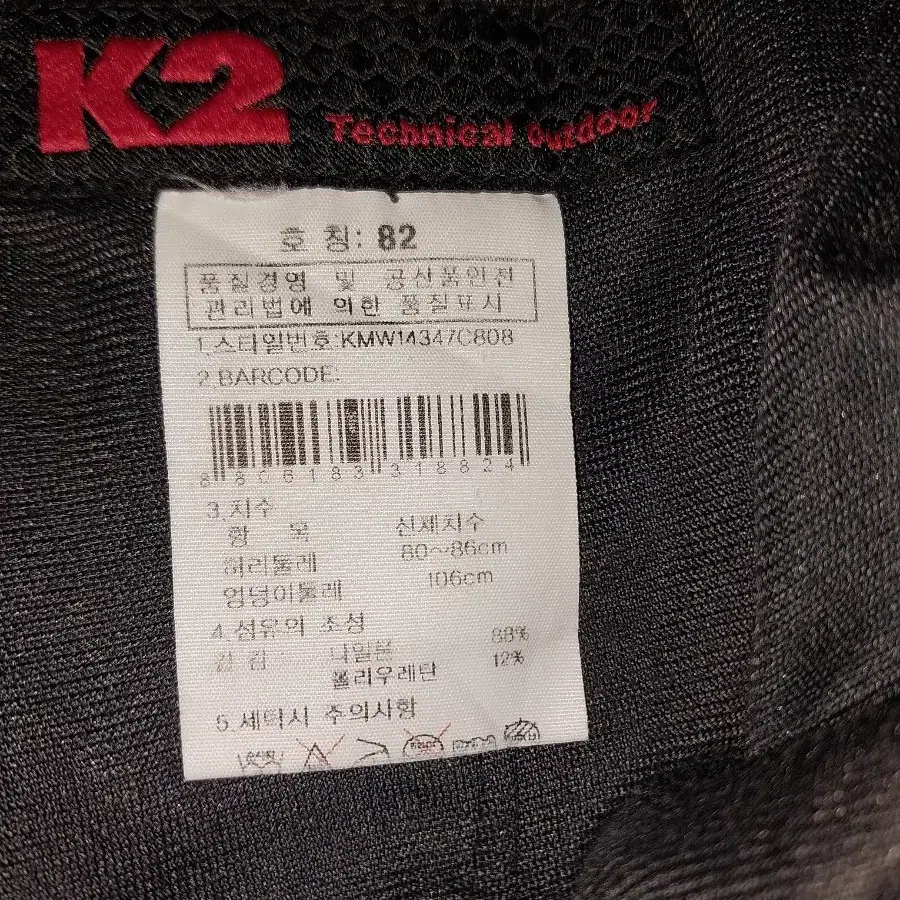 K2
Technical outdoor
호 칭: 82
품질경영 및 공산품안전
관리법에 의한 품질표시
1.스타일번호:KMW14347C808
2.BARCODE:
8 806183 318824
3.치수
항 목 신체치수
허리둘레 80~86cm
엉덩이둘레 106cm
4.섬유의 조성
겉 감 : 나일론 88%
폴리우레탄 12%
5.세탁시 주의사항